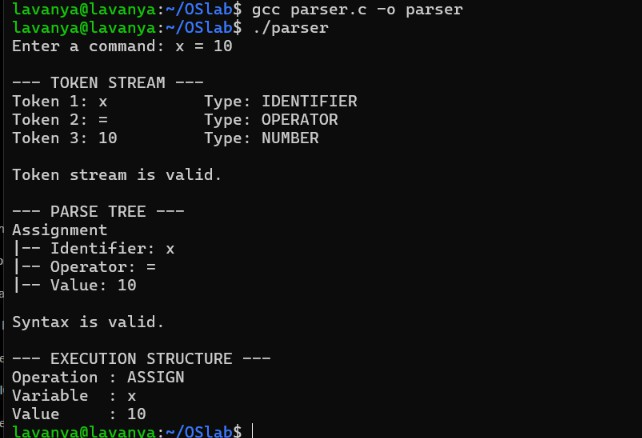 lavanya@lavanya:~/OSlab$ gcc parser.c -o parser
lavanya@lavanya:~/OSlab$ ./parser
Enter a command: x = 10
--- TOKEN STREAM ---
Token 1: x          Type: IDENTIFIER
Token 2: =          Type: OPERATOR
Token 3: 10         Type: NUMBER
Token stream is valid.
--- PARSE TREE ---
Assignment
|-- Identifier: x
|-- Operator: =
|-- Value: 10
Syntax is valid.
--- EXECUTION STRUCTURE ---
Operation : ASSIGN
Variable  : x
Value     : 10
lavanya@lavanya:~/OSlab$